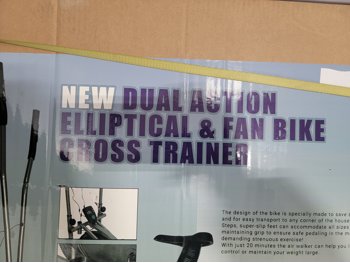 NEW DUAL ACTION
ELLIPTICAL & FAN BIKE
CROSS TRAINER
The design of the bike is specially made to save
and for easy transport to any corner of the house
Steps, super-slip feet can accommodate all sizes
maintaining grip to ensure safe pedaling in the m
demanding strenuous exercise!
With just 20 minutes the air walker can help you
control or maintain your weight large